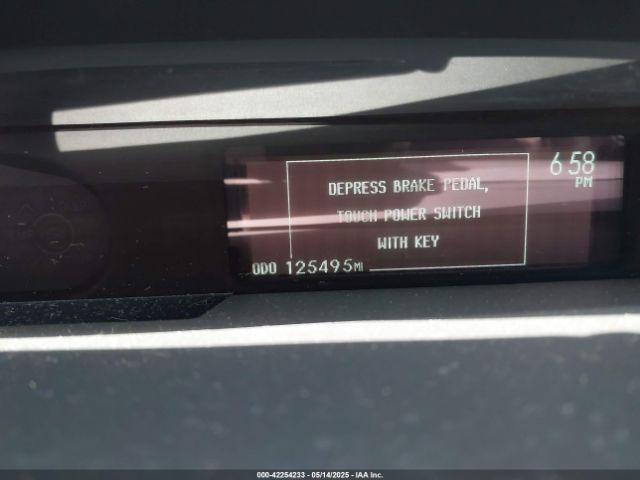 6:58
PM
DEPRESS BRAKE PEDAL,
TOUCH POWER SWITCH
WITH KEY
ODO 125495MI
000-42254233 - 05/14/2025 - IAA Inc.